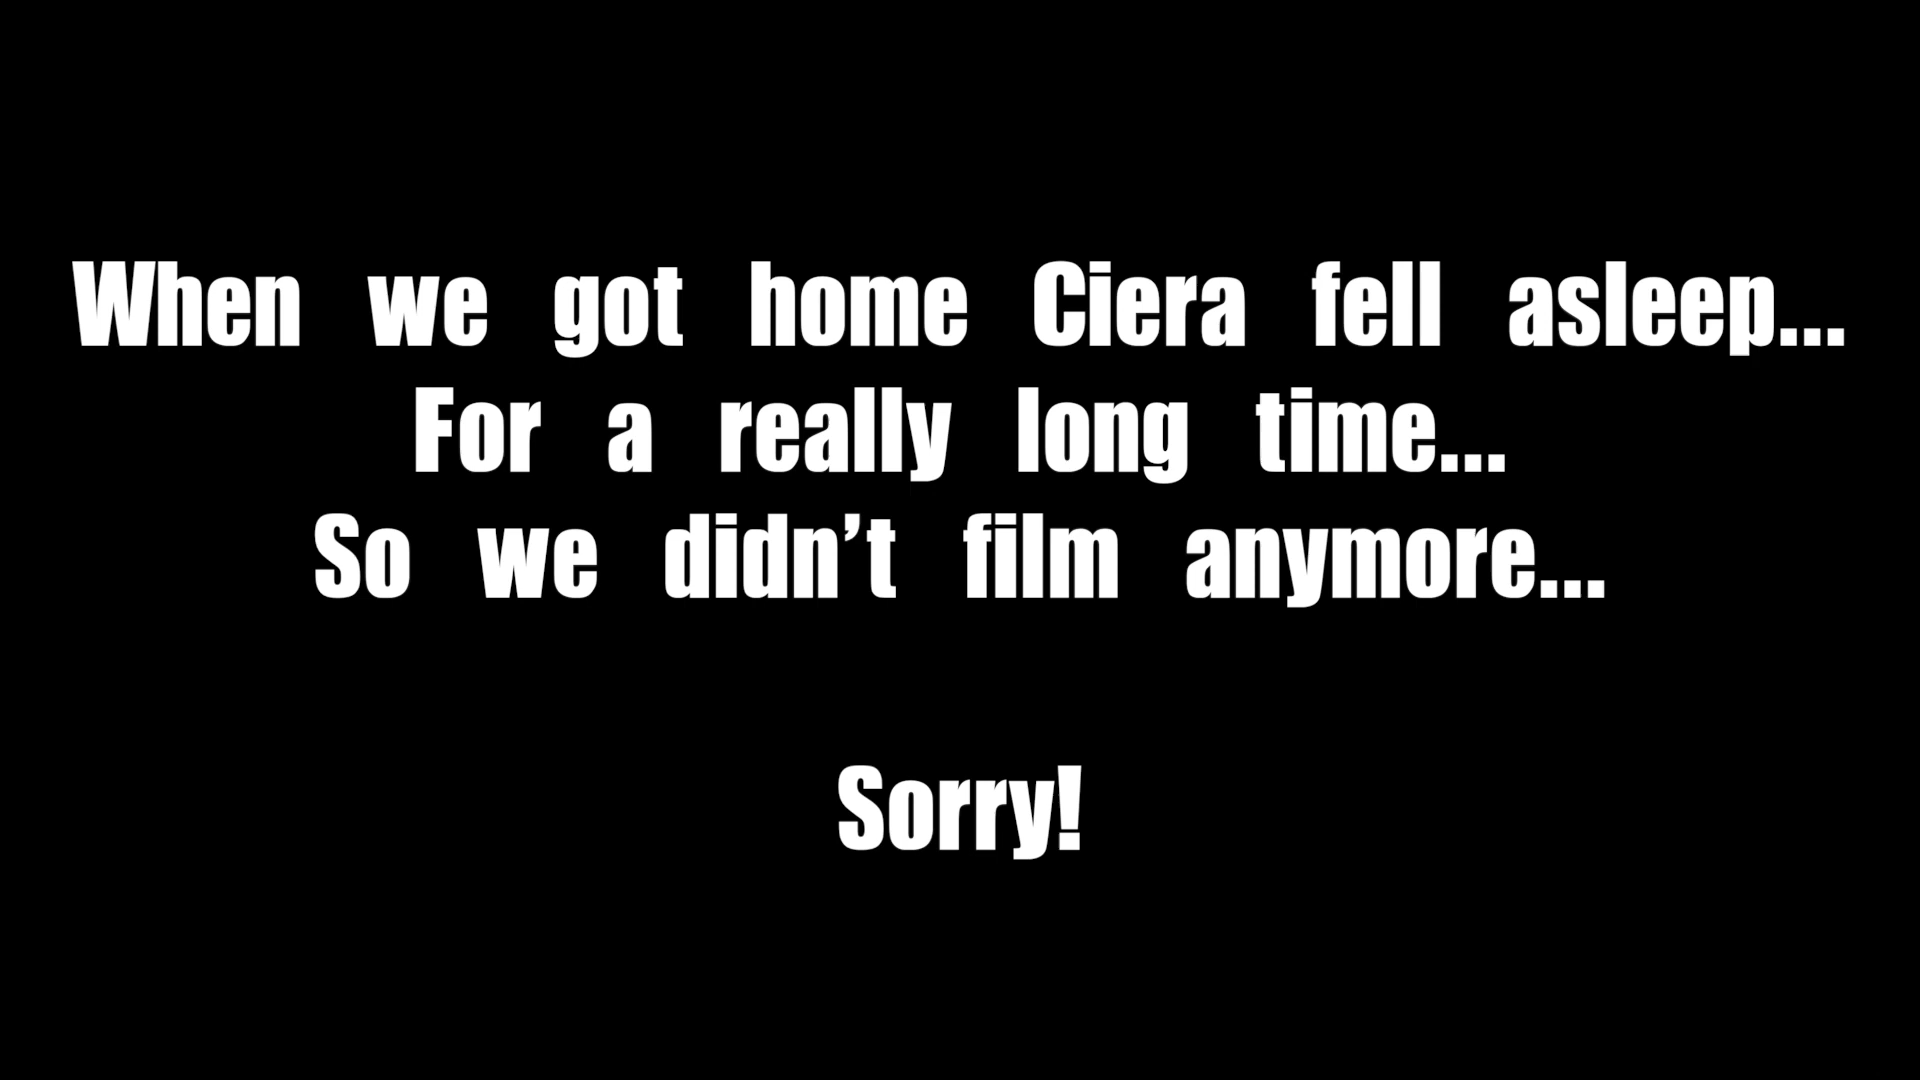 When we got home Ciera fell asleep...
For a really long time...
So we didn’t film anymore...
Sorry!